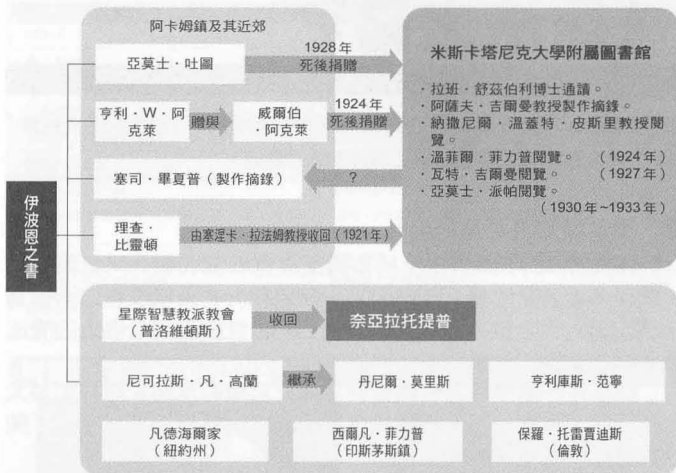 阿卡姆鎮及其近郊
亞莫士·吐圖
1928年
死後捐贈
亨利·W·阿
克萊
贈與
威爾伯
·阿克萊
1924年
死後捐贈
塞司·畢夏普（製作摘錄）
？
理查·
比靈頓
由塞涅卡·拉法姆教授收回（1921年）
米斯卡塔尼克大學附屬圖書館
·拉班·舒茲伯利博士通讀。
·阿薩夫·吉爾曼教授製作摘錄。
·納撒尼爾·溫蓋特·皮斯里教授閱
覽。
·溫菲爾·菲力普閱覽。（1924年）
·瓦特·吉爾曼閱覽。（1927年）
·亞莫士·派帕閱覽。
（1930年~1933年）
伊波恩之書
星際智慧教派教會
（普洛維頓斯）
收回
奈亞拉托提普
尼可拉斯·凡·高蘭
繼承
丹尼爾·莫里斯
亨利庫斯·范寧
凡德海爾家
（紐約州）
西爾凡·菲力普
（印斯茅斯鎮）
保羅·托雷賈迪斯
（倫敦）